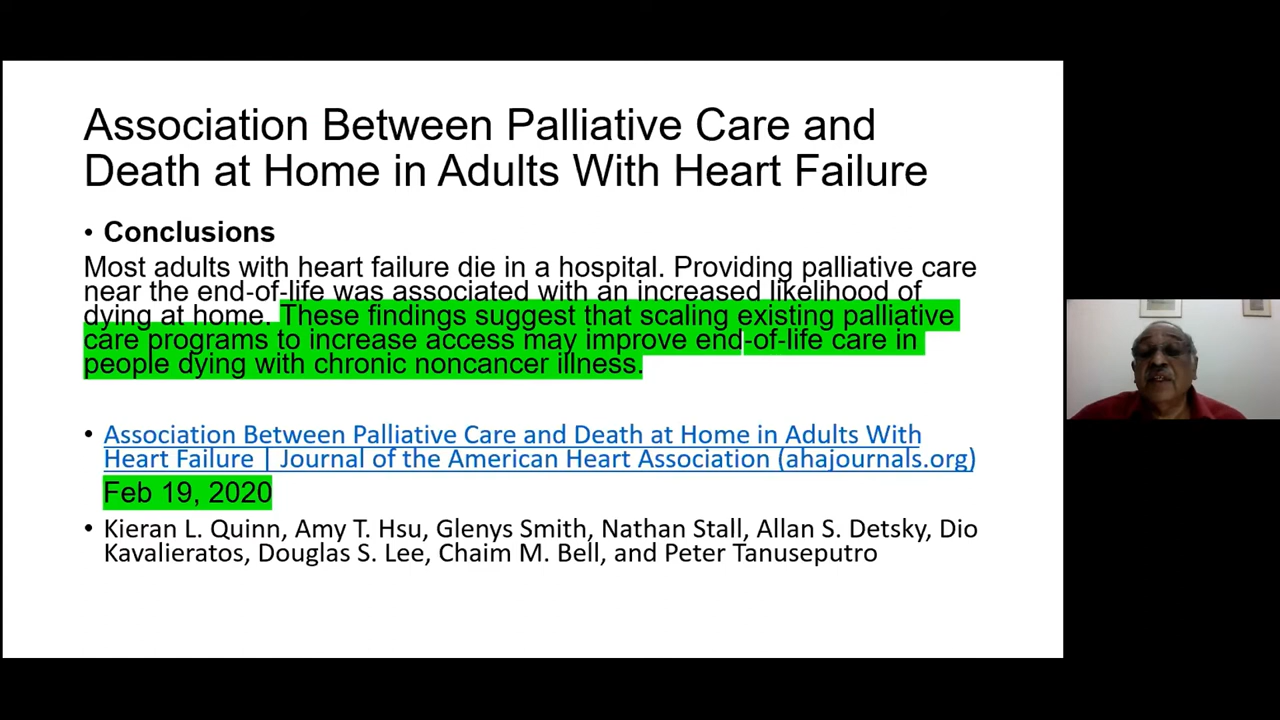 Association Between Palliative Care and
Death at Home in Adults With Heart Failure
• Conclusions
Most adults with heart failure die in a hospital. Providing palliative care
near the end-of-life was associated with an increased likelihood of
dying at home. These findings suggest that scaling existing palliative
care programs to increase access may improve end-of-life care in
people dying with chronic noncancer illness.
• Association Between Palliative Care and Death at Home in Adults With
Heart Failure | Journal of the American Heart Association (ahajournals.org)
Feb 19, 2020
• Kieran L. Quinn, Amy T. Hsu, Glenys Smith, Nathan Stall, Allan S. Detsky, Dio
Kavalieratos, Douglas S. Lee, Chaim M. Bell, and Peter Tanuseputro